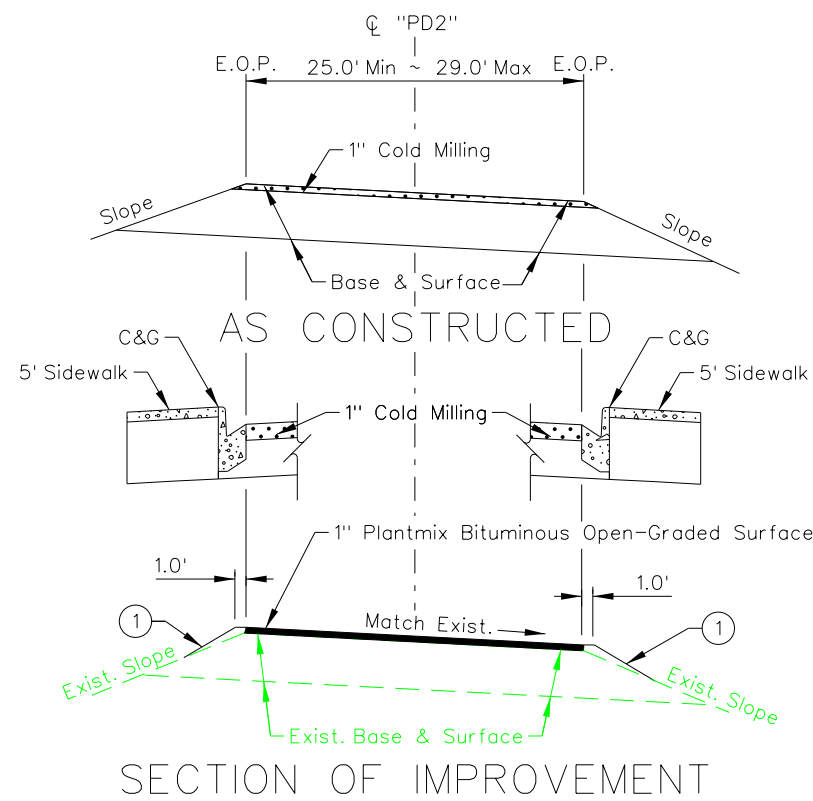 ℄ "PD2"
E.O.P. 25.0' Min ~ 29.0' Max E.O.P.
1" Cold Milling
Slope
Slope
Base & Surface
AS CONSTRUCTED
C&G
C&G
5' Sidewalk
5' Sidewalk
1" Cold Milling
1" Plantmix Bituminous Open-Graded Surface
1.0'
1.0'
1
Match Exist.
1
Exist. Slope
Exist. Slope
Exist. Base & Surface
SECTION OF IMPROVEMENT